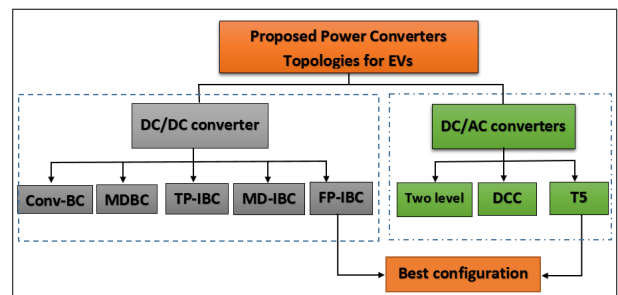 Proposed Power Converters
Topologies for EVs
DC/DC converter
DC/AC converters
Conv-BC
MDBC
TP-IBC
MD-IBC
FP-IBC
Two level
DCC
T5
Best configuration